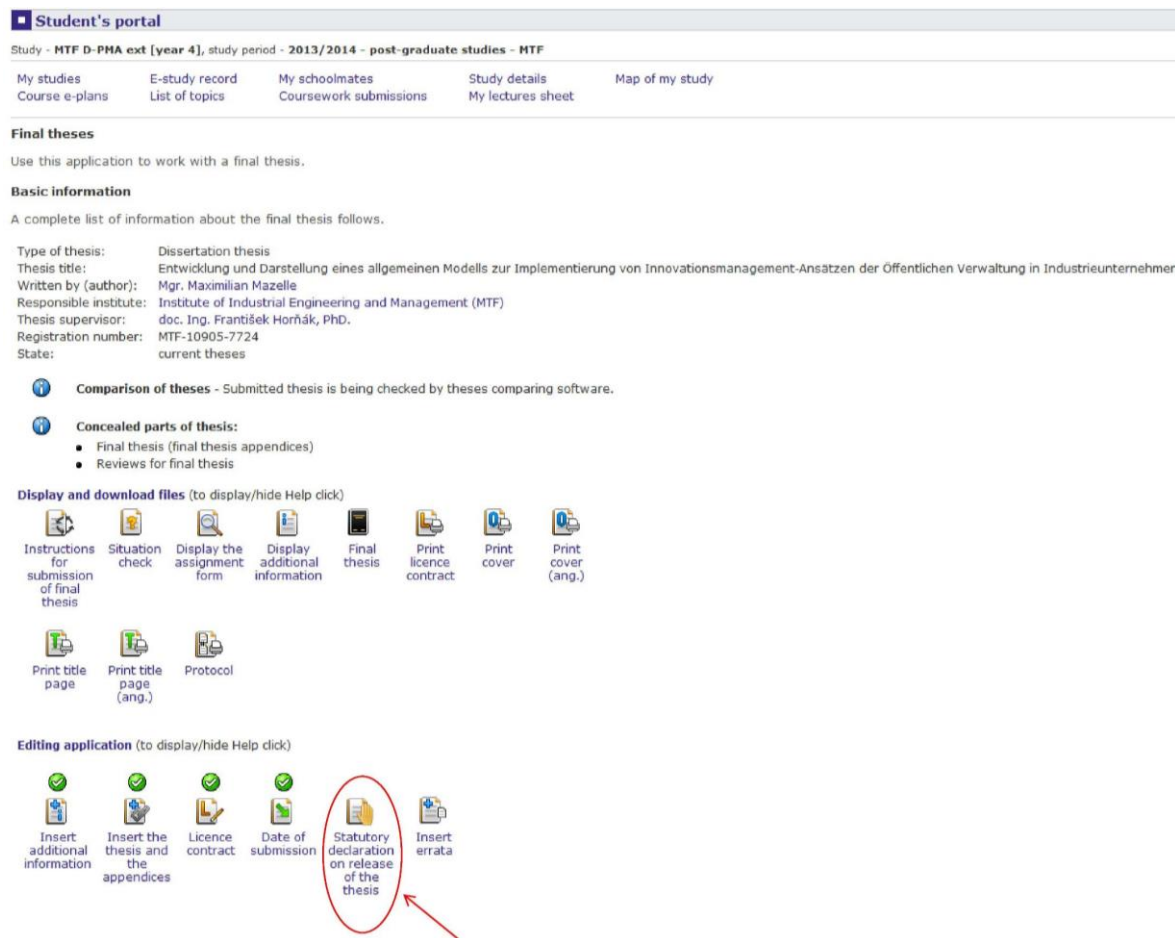 Student's portal
Study - MTF D-PMA ext [year 4], study period - 2013/2014 - post-graduate studies - MTF
My studies E-study record My schoolmates Study details Map of my study
Course e-plans List of topics Coursework submissions My lectures sheet
Final theses
Use this application to work with a final thesis.
Basic information
A complete list of information about the final thesis follows.
Type of thesis: Dissertation thesis
Thesis title: Entwicklung und Darstellung eines allgemeinen Modells zur Implementierung von Innovationsmanagement-Ansätzen der Öffentlichen Verwaltung in Industrieunternehmen
Written by (author): Mgr. Maximilian Mazelle
Responsible institute: Institute of Industrial Engineering and Management (MTF)
Thesis supervisor: doc. Ing. František Horňák, PhD.
Registration number: MTF-10905-7724
State: current theses
Comparison of theses - Submitted thesis is being checked by theses comparing software.
Concealed parts of thesis:
Final thesis (final thesis appendices)
Reviews for final thesis
Display and download files (to display/hide Help click)
Instructions for submission of final thesis
Situation check
Display the assignment form
Display additional information
Final thesis
Print licence contract
Print cover
Print cover (ang.)
Print title page
Print title page (ang.)
Protocol
Editing application (to display/hide Help click)
Insert additional information
Insert the thesis and the appendices
Licence contract
Date of submission
Statutory declaration on release of the thesis
Insert errata